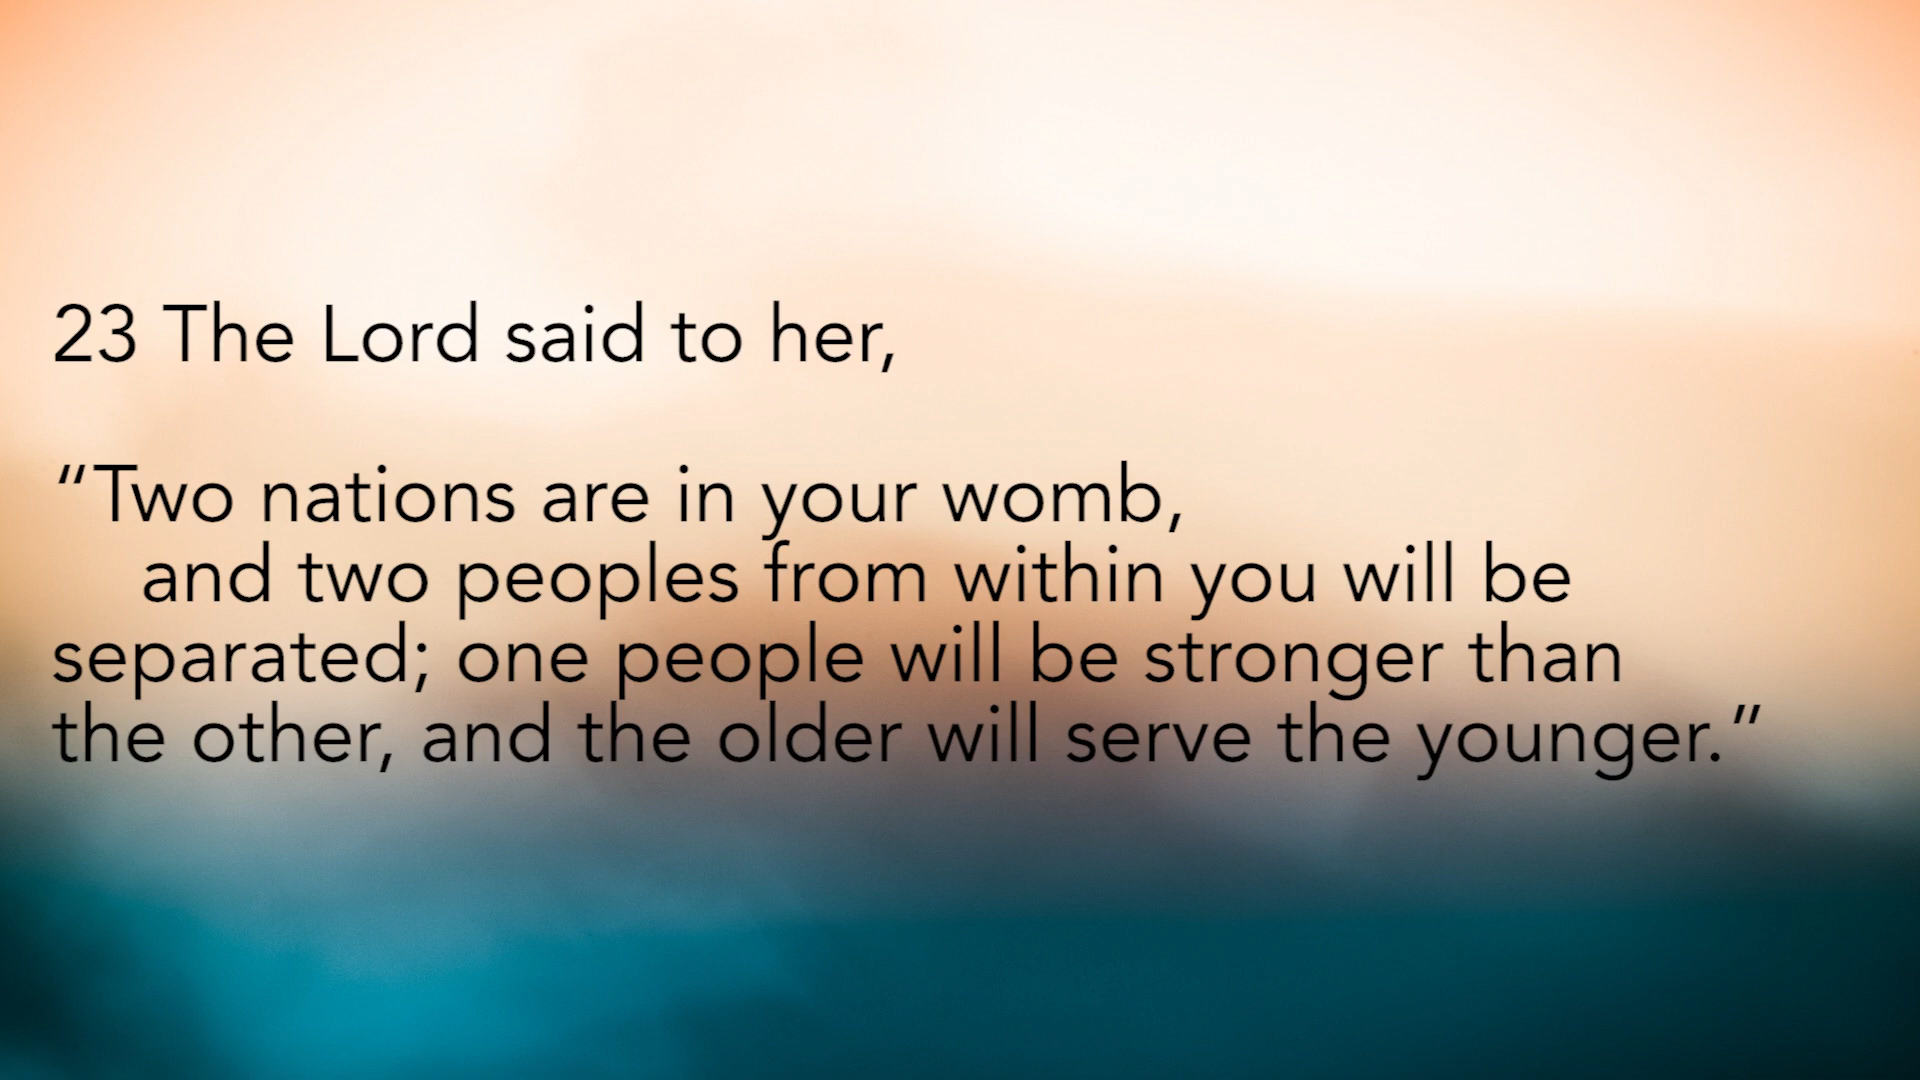 23 The Lord said to her,
“Two nations are in your womb,
and two peoples from within you will be
separated; one people will be stronger than
the other, and the older will serve the younger.”